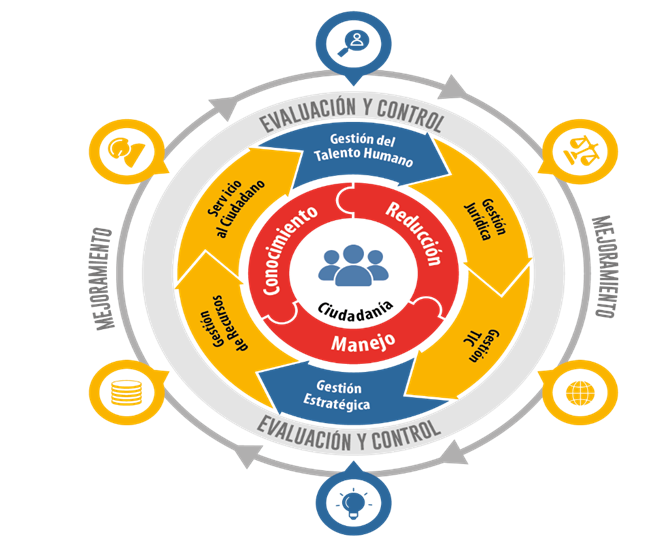 EVALUACIÓN Y CONTROL
Gestión del
Talento Humano
Servicio
al Ciudadano
Gestión
Jurídica
Conocimiento
Reducción
MEJORAMIENTO
MEJORAMIENTO
Ciudadanía
Manejo
Gestión
de Recursos
Gestión
TIC
Gestión
Estratégica
EVALUACIÓN Y CONTROL